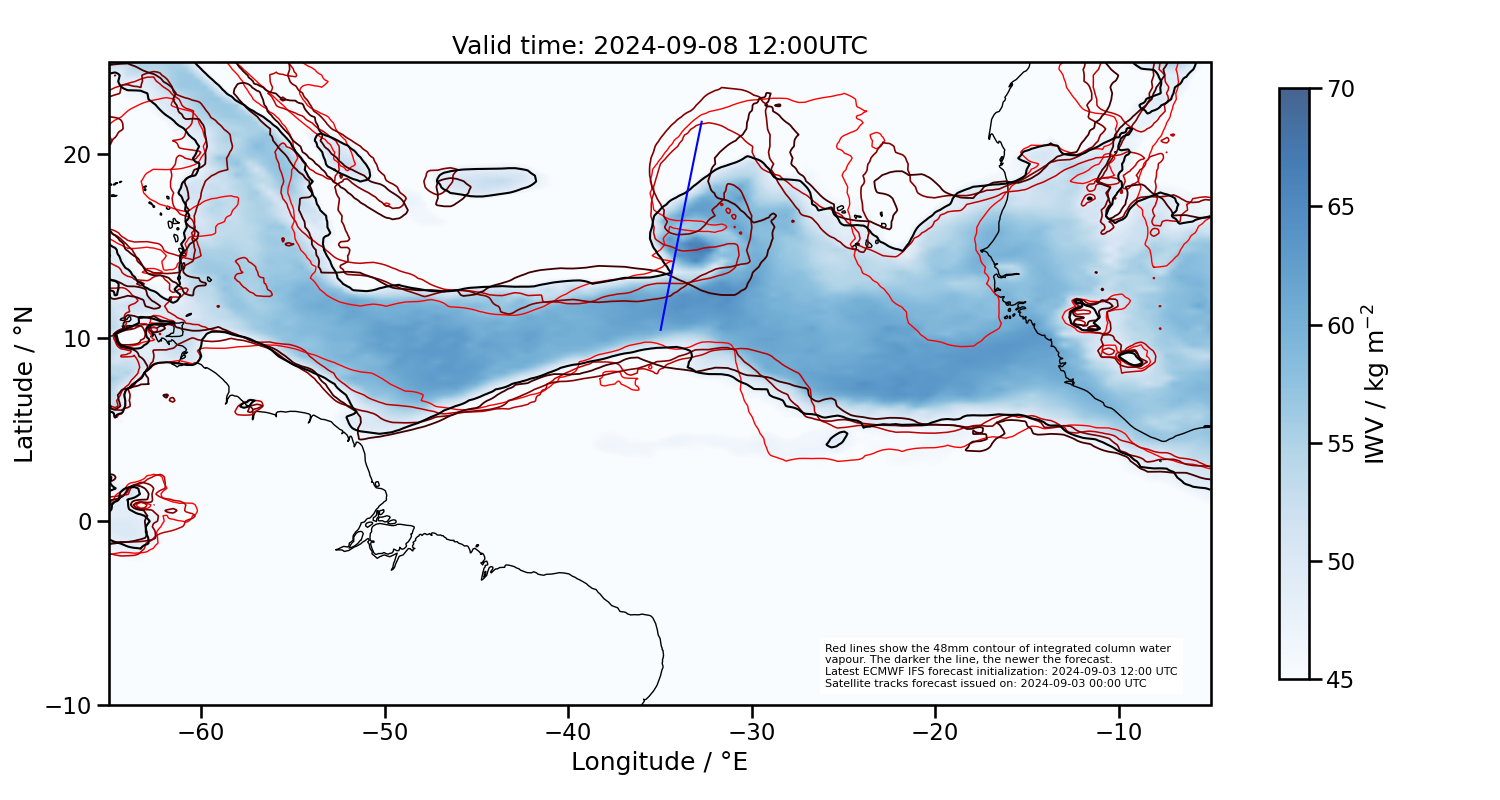 Valid time: 2024-09-08 12:00UTC
20
10
0
−10
Latitude / °N
−60
−50
−40
−30
−20
−10
Longitude / °E
70
65
60
55
50
45
IWV / kg m⁻²
Red lines show the 48mm contour of integrated column water
vapour. The darker the line, the newer the forecast.
Latest ECMWF IFS forecast initialization: 2024-09-03 12:00 UTC
Satellite tracks forecast issued on: 2024-09-03 00:00 UTC